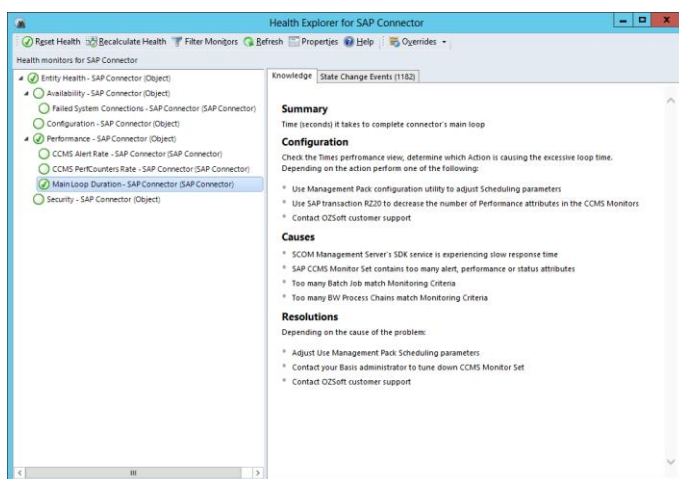 Health Explorer for SAP Connector
Reset Health Recalculate Health Filter Monitors Refresh Properties Help Overrides
Health monitors for SAP Connector
Entity Health - SAP Connector (Object)
Availability - SAP Connector (Object)
Failed System Connections - SAP Connector (SAP Connector)
Configuration - SAP Connector (Object)
Performance - SAP Connector (Object)
CCMS Alert Rate - SAP Connector (SAP Connector)
CCMS PerfCounters Rate - SAP Connector (SAP Connector)
Main Loop Duration - SAP Connector (SAP Connector)
Security - SAP Connector (Object)
Knowledge State Change Events (1182)
Summary
Time (seconds) it takes to complete connector's main loop
Configuration
Check the Times perfromance view, determine which Action is causing the excessive loop time.
Depending on the action perform one of the following:
* Use Management Pack configuration utility to adjust Scheduling parameters
* Use SAP transaction RZ20 to decrease the number of Performance attributes in the CCMS Monitors
* Contact OZSoft customer support
Causes
* SCOM Management Server's SDK service is experiencing slow response time
* SAP CCMS Monitor Set contains too many alert, performance or status attributes
* Too many Batch Job match Monitoring Criteria
* Too many BW Process Chains match Monitoring Criteria
Resolutions
Depending on the cause of the problem:
* Adjust Use Management Pack Scheduling parameters
* Contact your Basis administrator to tune down CCMS Monitor Set
* Contact OZSoft customer support